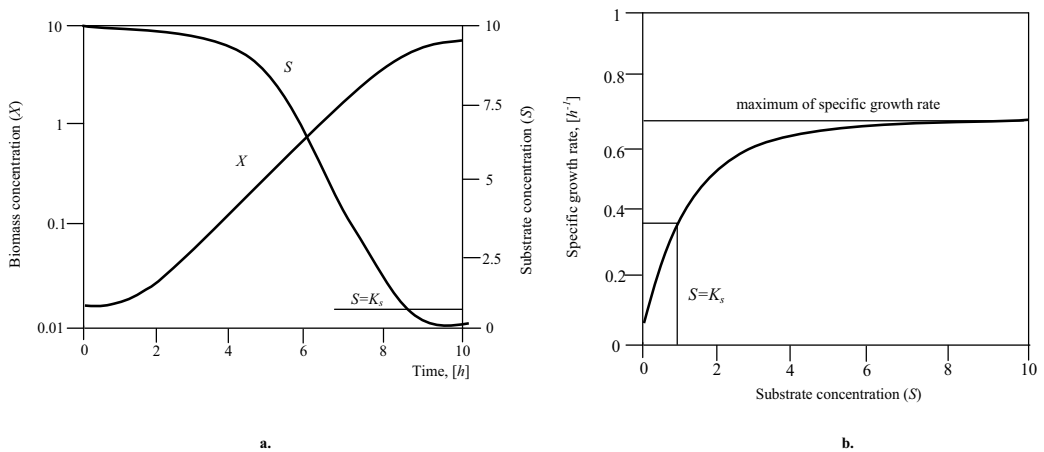 10
1
0.1
0.01
Biomass concentration (X)
S
X
S=Ks
10
7.5
5
2.5
0
Substrate concentration (S)
0 2 4 6 8 10
Time, [h]
a.
1
0.8
0.6
0.4
0.2
0
Specific growth rate, [h-1]
maximum of specific growth rate
S=Ks
0 2 4 6 8 10
Substrate concentration (S)
b.